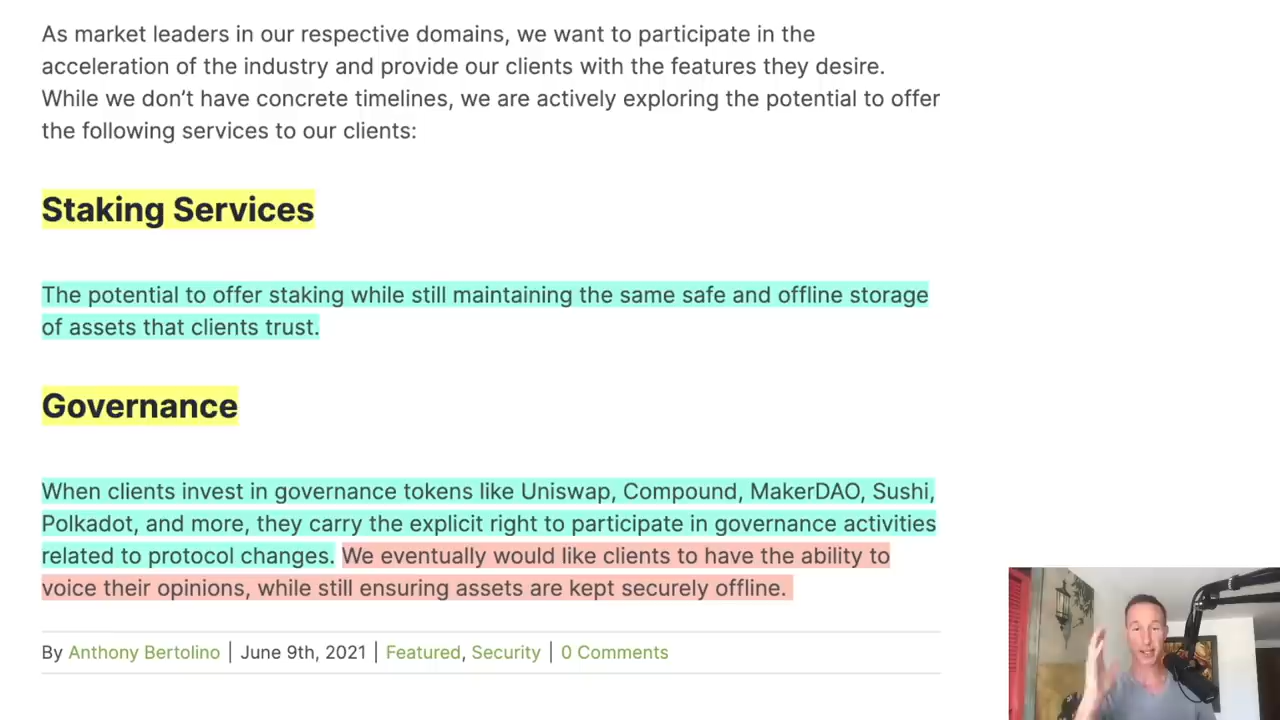 As market leaders in our respective domains, we want to participate in the
acceleration of the industry and provide our clients with the features they desire.
While we don’t have concrete timelines, we are actively exploring the potential to offer
the following services to our clients:
Staking Services
The potential to offer staking while still maintaining the same safe and offline storage
of assets that clients trust.
Governance
When clients invest in governance tokens like Uniswap, Compound, MakerDAO, Sushi,
Polkadot, and more, they carry the explicit right to participate in governance activities
related to protocol changes. We eventually would like clients to have the ability to
voice their opinions, while still ensuring assets are kept securely offline.
By Anthony Bertolino | June 9th, 2021 | Featured, Security | 0 Comments